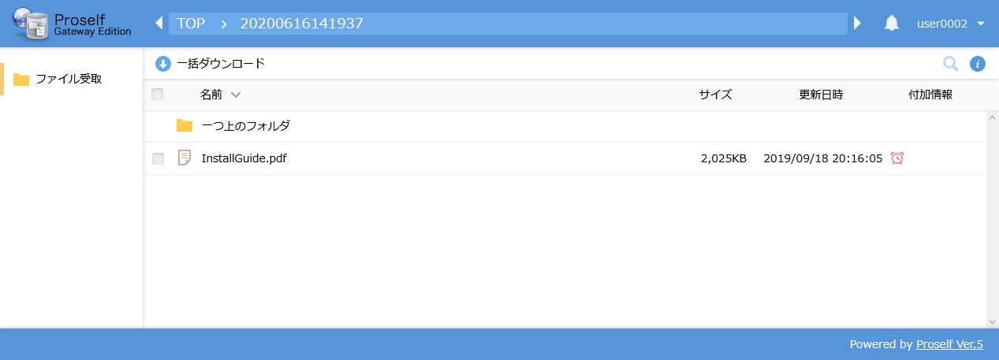 Proself
Gateway Edition
TOP > 20200616141937
user0002
ファイル受取
一括ダウンロード
名前 サイズ 更新日時 付加情報
一つ上のフォルダ
InstallGuide.pdf 2,025KB 2019/09/18 20:16:05
Powered by Proself Ver.5